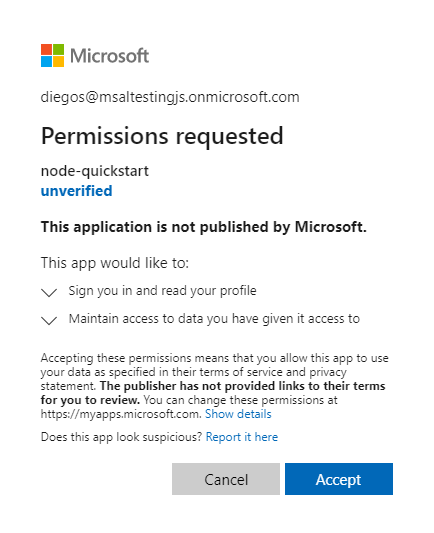 Microsoft
diegos@msaltestingjs.onmicrosoft.com
Permissions requested
node-quickstart
unverified
This application is not published by Microsoft.
This app would like to:
Sign you in and read your profile
Maintain access to data you have given it access to
Accepting these permissions means that you allow this app to use
your data as specified in their terms of service and privacy
statement. The publisher has not provided links to their terms
for you to review. You can change these permissions at
https://myapps.microsoft.com. Show details
Does this app look suspicious? Report it here
Cancel Accept